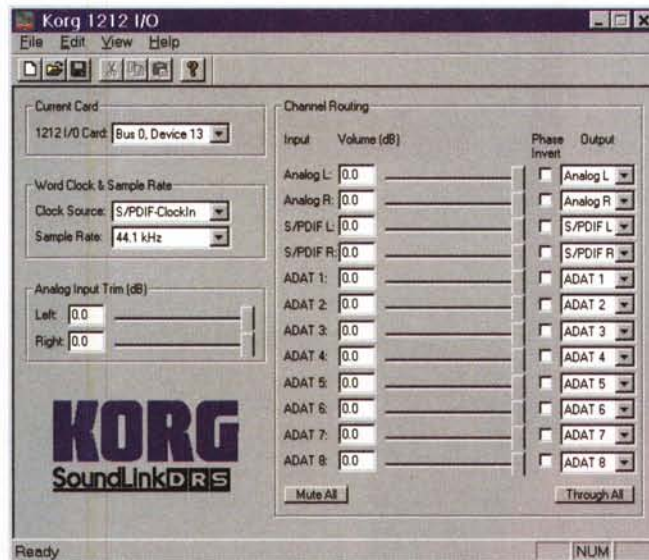 Korg 1212 I/O
File Edit View Help
Current Card
1212 I/O Card: Bus 0, Device 13
Word Clock & Sample Rate
Clock Source: S/PDIF-ClockIn
Sample Rate: 44.1 kHz
Analog Input Trim (dB)
Left: 0.0
Right: 0.0
KORG
SoundLink DRS
Channel Routing
Input Volume (dB) Phase Invert Output
Analog L: 0.0 Analog L
Analog R: 0.0 Analog R
S/PDIF L: 0.0 S/PDIF L
S/PDIF R: 0.0 S/PDIF R
ADAT 1: 0.0 ADAT 1
ADAT 2: 0.0 ADAT 2
ADAT 3: 0.0 ADAT 3
ADAT 4: 0.0 ADAT 4
ADAT 5: 0.0 ADAT 5
ADAT 6: 0.0 ADAT 6
ADAT 7: 0.0 ADAT 7
ADAT 8: 0.0 ADAT 8
Mute All Through All
Ready NUM